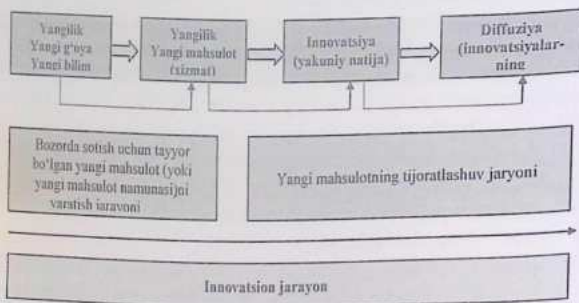 Yangilik
Yangi g'oya
Yangi bilim
Yangilik
Yangi mahsulot
(xizmat)
Innovatsiya
(yakuniy natija)
Diffuziya
(innovatsiyalar-
ning
Bozorda sotish uchun tayyor
bo'lgan yangi mahsulot (yoki
yangi mahsulot namunasi)ni
yaratish jarayoni
Yangi mahsulotning tijoratlashuv jaryoni
Innovatsion jarayon